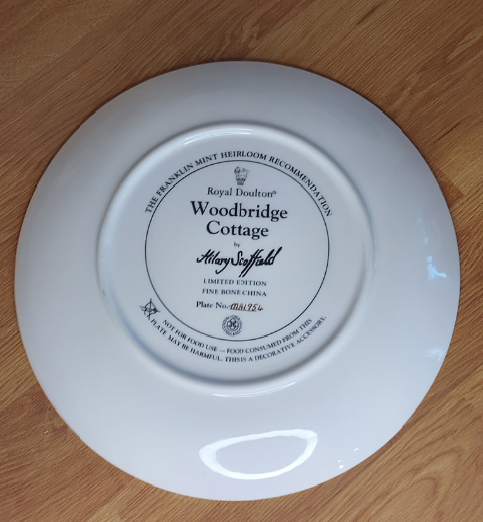 THE FRANKLIN MINT HEIRLOOM RECOMMENDATION
Royal Doulton®
Woodbridge
Cottage
by
Hilary Scoffield
LIMITED EDITION
FINE BONE CHINA
Plate No. MA1954
NOT FOR FOOD USE — FOOD CONSUMED FROM THIS
PLATE MAY BE HARMFUL. THIS IS A DECORATIVE ACCESSORY.